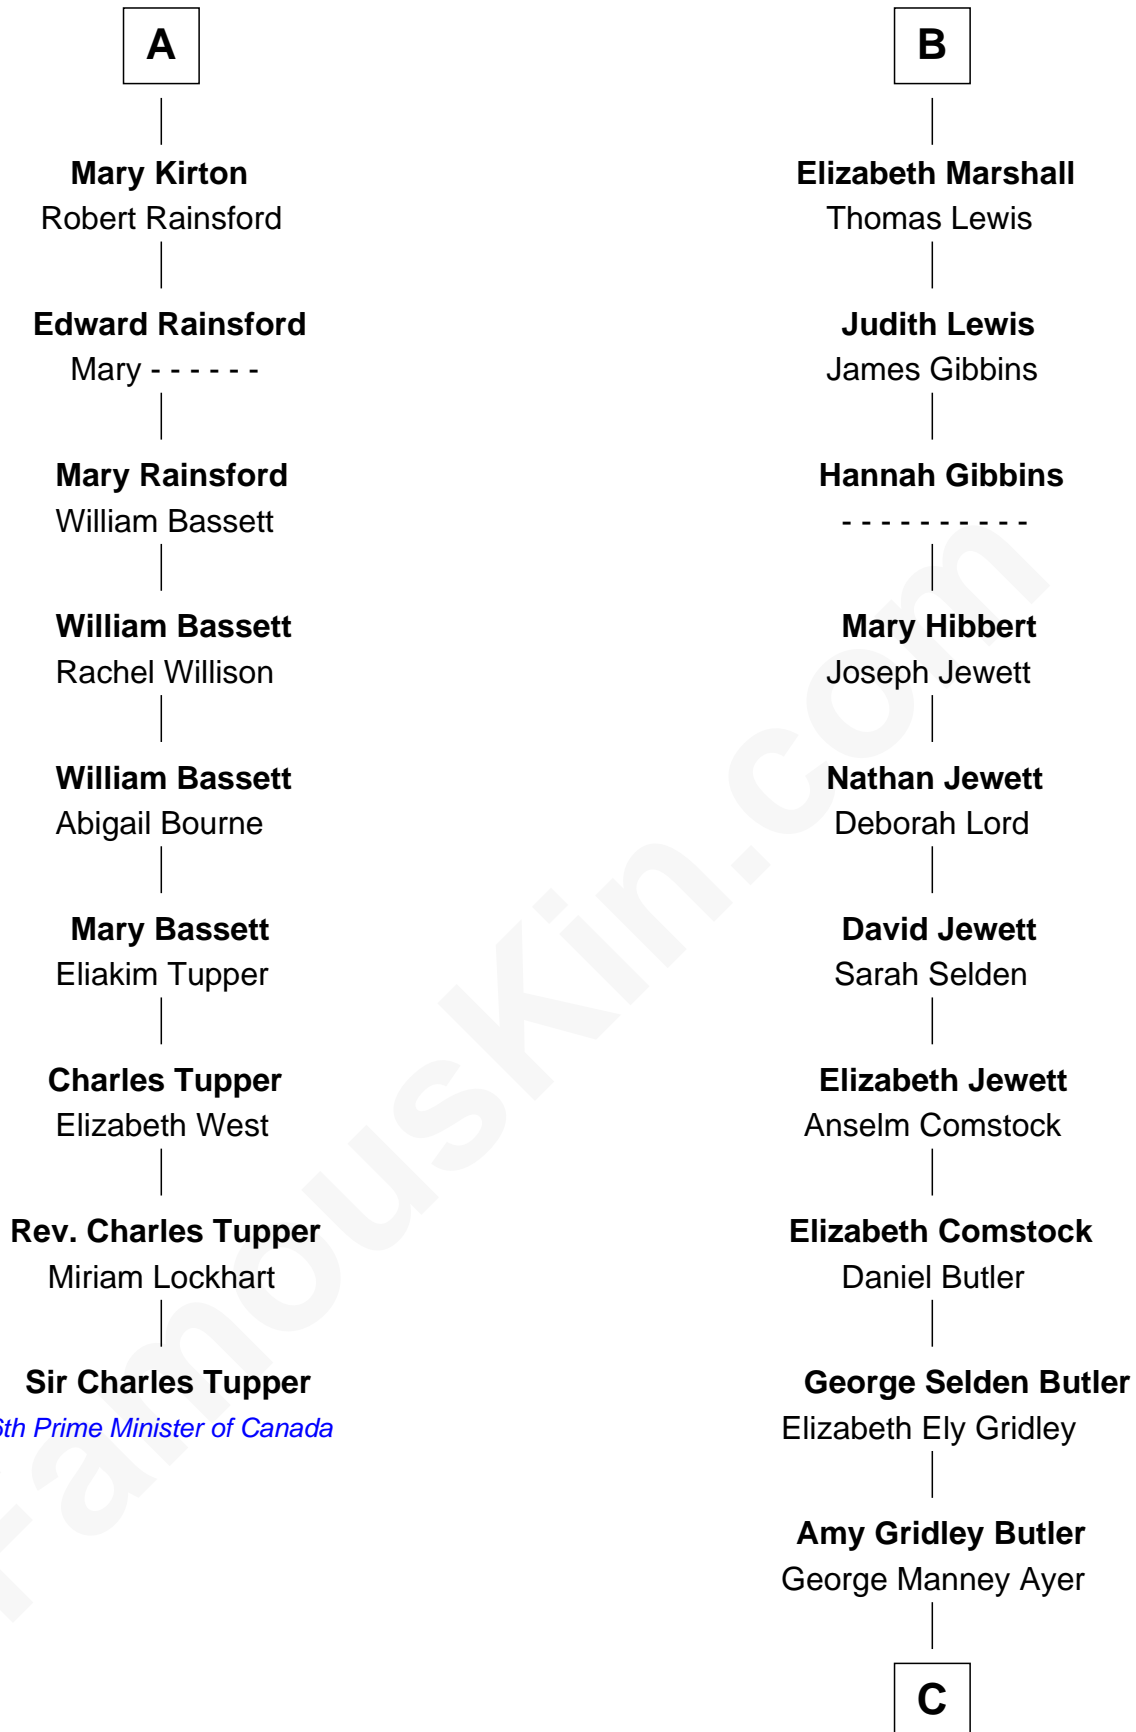 A
Mary Kirton
Robert Rainsford
Edward Rainsford
Mary - - - - - -
Mary Rainsford
William Bassett
William Bassett
Rachel Willison
William Bassett
Abigail Bourne
Mary Bassett
Eliakim Tupper
Charles Tupper
Elizabeth West
Rev. Charles Tupper
Miriam Lockhart
Sir Charles Tupper
6th Prime Minister of Canada
B
Elizabeth Marshall
Thomas Lewis
Judith Lewis
James Gibbins
Hannah Gibbins
- - - - - - - - - -
Mary Hibbert
Joseph Jewett
Nathan Jewett
Deborah Lord
David Jewett
Sarah Selden
Elizabeth Jewett
Anselm Comstock
Elizabeth Comstock
Daniel Butler
George Selden Butler
Elizabeth Ely Gridley
Amy Gridley Butler
George Manney Ayer
C
FamousKin.com